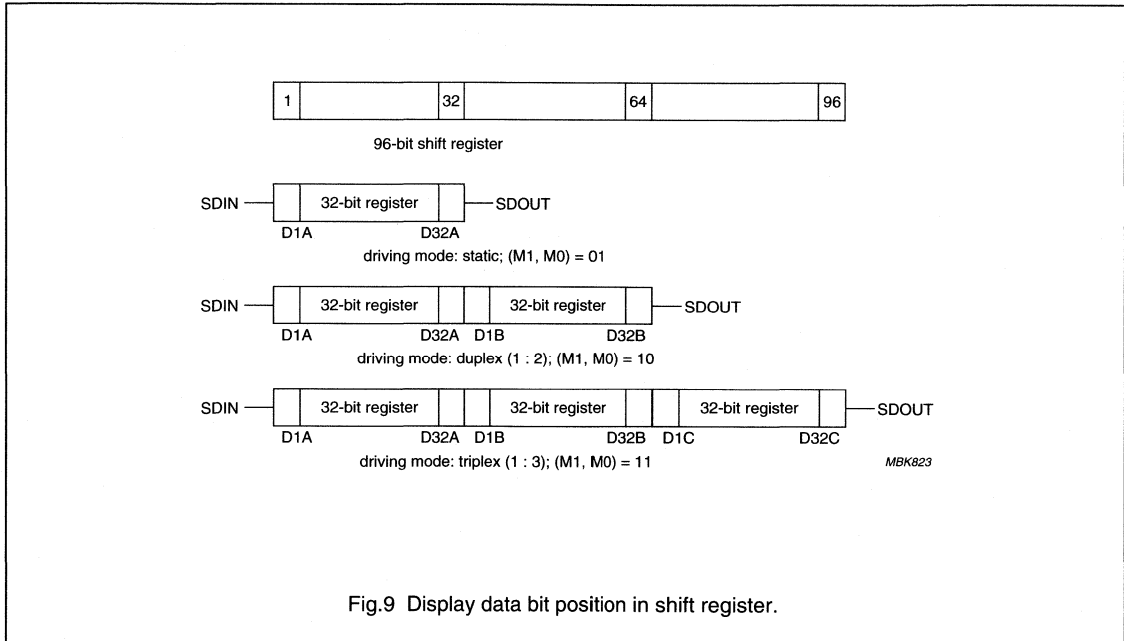 1 32 64 96
96-bit shift register
SDIN 32-bit register SDOUT
D1A D32A
driving mode: static; (M1, M0) = 01
SDIN 32-bit register 32-bit register SDOUT
D1A D32A D1B D32B
driving mode: duplex (1 : 2); (M1, M0) = 10
SDIN 32-bit register 32-bit register 32-bit register SDOUT
D1A D32A D1B D32B D1C D32C
driving mode: triplex (1 : 3); (M1, M0) = 11
MBK823
Fig.9 Display data bit position in shift register.